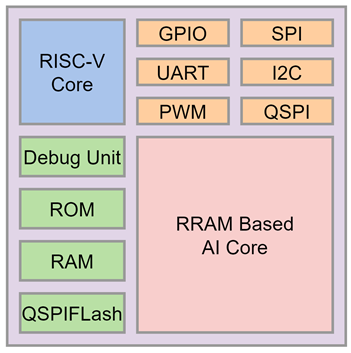 RISC-V
Core
GPIO
SPI
UART
I2C
PWM
QSPI
Debug Unit
ROM
RAM
QSPIFLash
RRAM Based
AI Core